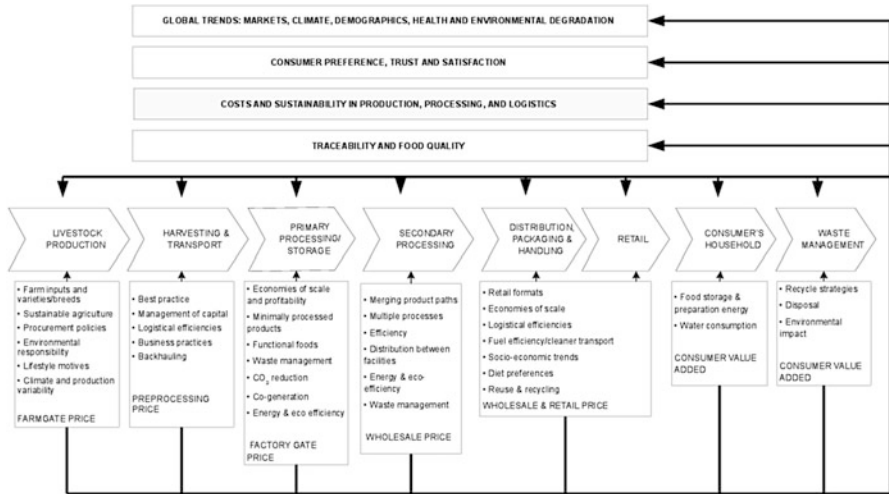 GLOBAL TRENDS: MARKETS, CLIMATE, DEMOGRAPHICS, HEALTH AND ENVIRONMENTAL DEGRADATION
CONSUMER PREFERENCE, TRUST AND SATISFACTION
COSTS AND SUSTAINABILITY IN PRODUCTION, PROCESSING, AND LOGISTICS
TRACEABILITY AND FOOD QUALITY
LIVESTOCK
PRODUCTION
HARVESTING &
TRANSPORT
PRIMARY
PROCESSING/
STORAGE
SECONDARY
PROCESSING
DISTRIBUTION,
PACKAGING &
HANDLING
RETAIL
CONSUMER'S
HOUSEHOLD
WASTE
MANAGEMENT
• Farm inputs and
varieties/breeds
• Sustainable agriculture
• Procurement policies
• Environmental
responsibility
• Lifestyle motives
• Climate and production
variability
FARMGATE PRICE
• Best practice
• Management of capital
• Logistical efficiencies
• Business practices
• Backhauling
PREPROCESSING
PRICE
• Economies of scale
and profitability
• Minimally processed
products
• Functional foods
• Waste management
• CO₂ reduction
• Co-generation
• Energy & eco efficiency
FACTORY GATE
PRICE
• Merging product paths
• Multiple processes
• Efficiency
• Distribution between
facilities
• Energy & eco-
efficiency
• Waste management
WHOLESALE PRICE
• Retail formats
• Economies of scale
• Logistical efficiencies
• Fuel efficiency/cleaner transport
• Socio-economic trends
• Diet preferences
• Reuse & recycling
WHOLESALE & RETAIL PRICE
• Food storage &
preparation energy
• Water consumption
CONSUMER VALUE
ADDED
• Recycle strategies
• Disposal
• Environmental
impact
CONSUMER VALUE
ADDED